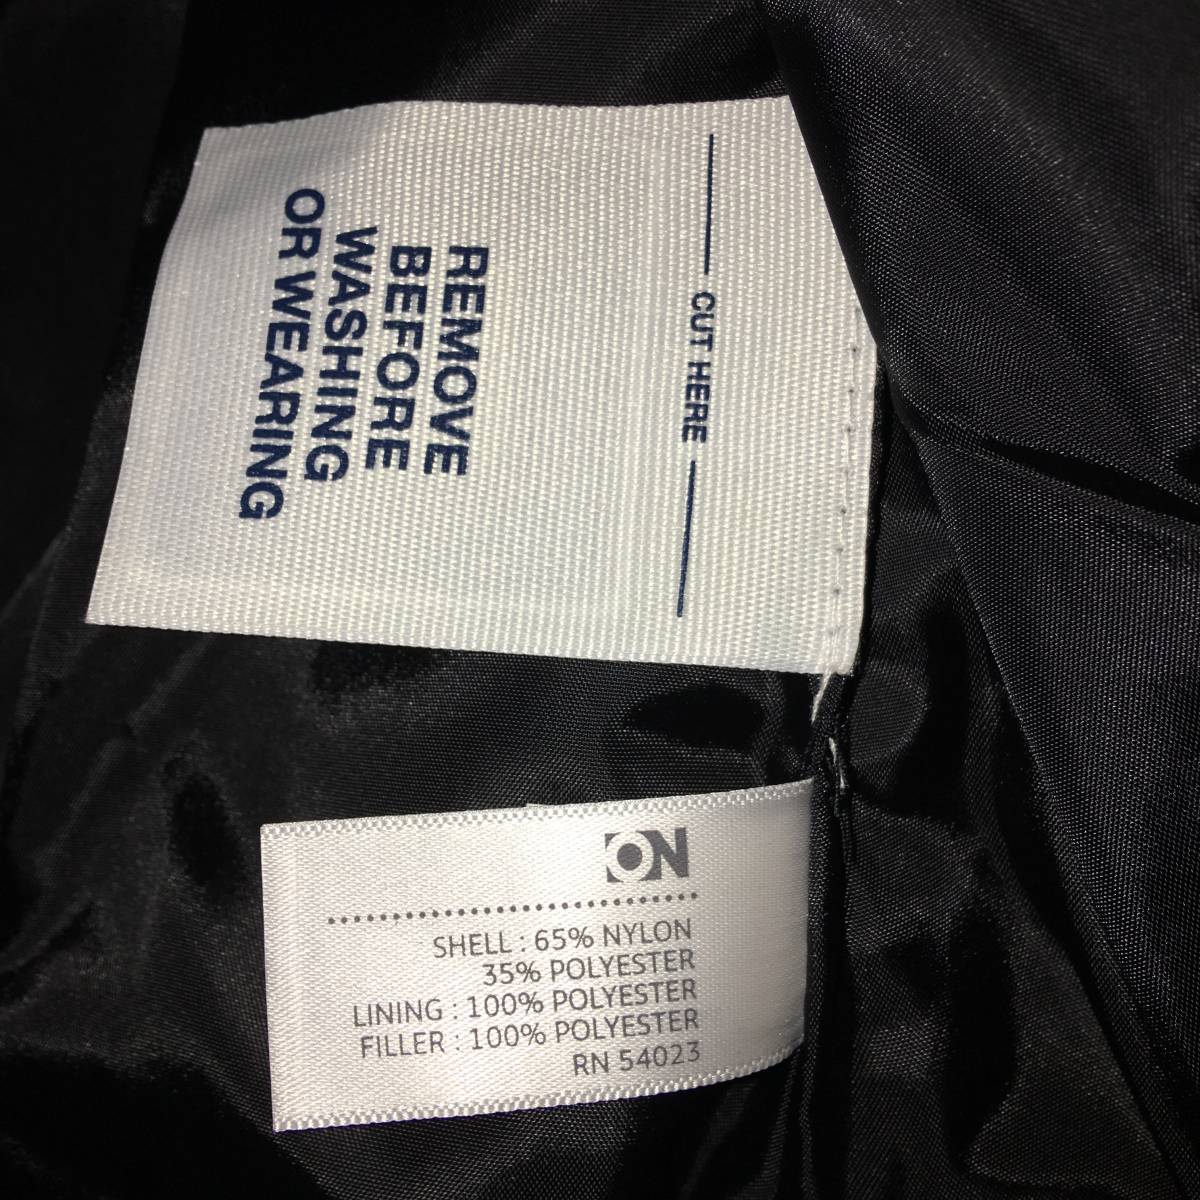 CUT HERE
REMOVE
BEFORE
WASHING
OR WEARING
ON
SHELL : 65% NYLON
35% POLYESTER
LINING : 100% POLYESTER
FILLER : 100% POLYESTER
RN 54023